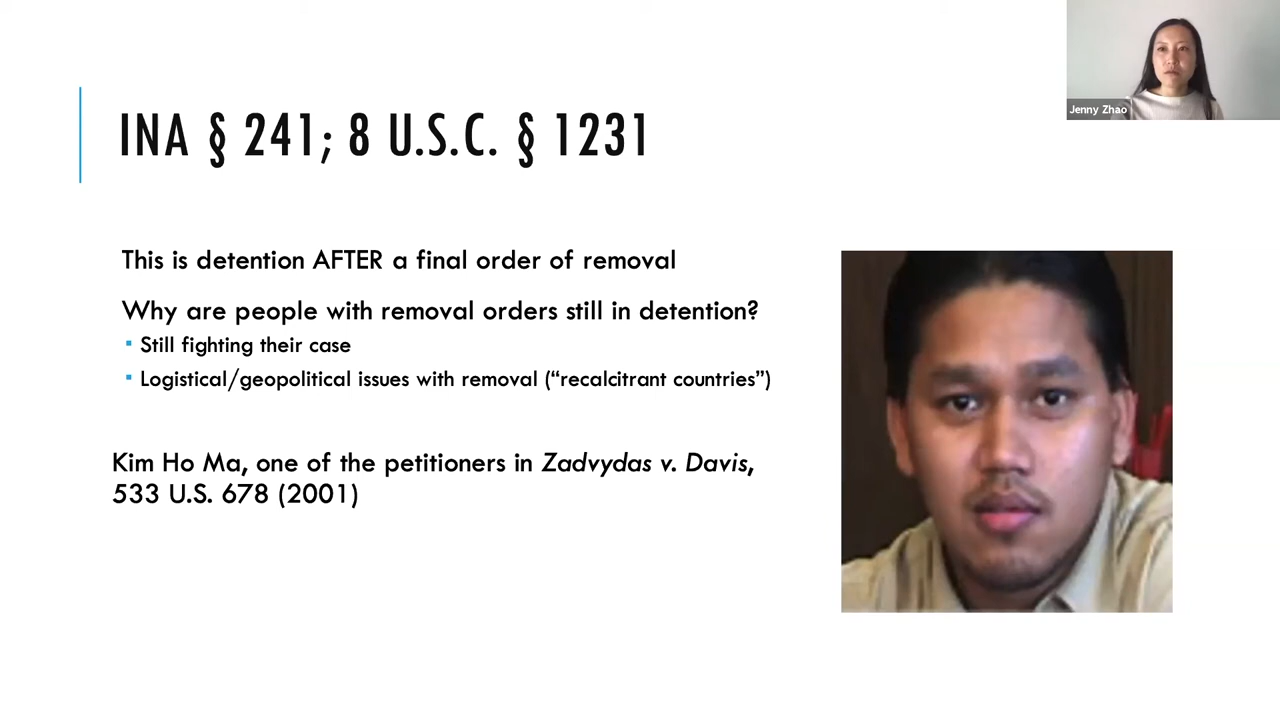 Jenny Zhao
INA § 241; 8 U.S.C. § 1231
This is detention AFTER a final order of removal
Why are people with removal orders still in detention?
▪ Still fighting their case
▪ Logistical/geopolitical issues with removal (“recalcitrant countries”)
Kim Ho Ma, one of the petitioners in Zadvydas v. Davis,
533 U.S. 678 (2001)